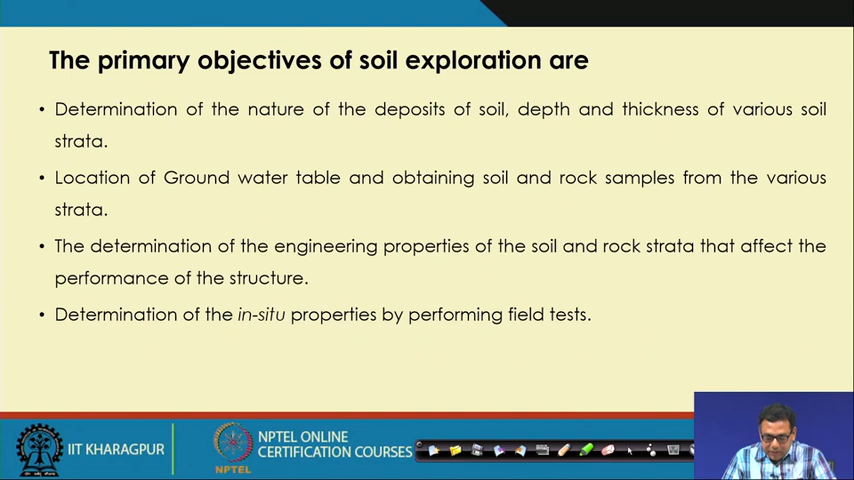 The primary objectives of soil exploration are
• Determination of the nature of the deposits of soil, depth and thickness of various soil
strata.
• Location of Ground water table and obtaining soil and rock samples from the various
strata.
• The determination of the engineering properties of the soil and rock strata that affect the
performance of the structure.
• Determination of the in-situ properties by performing field tests.
IIT KHARAGPUR
NPTEL
NPTEL ONLINE
CERTIFICATION COURSES